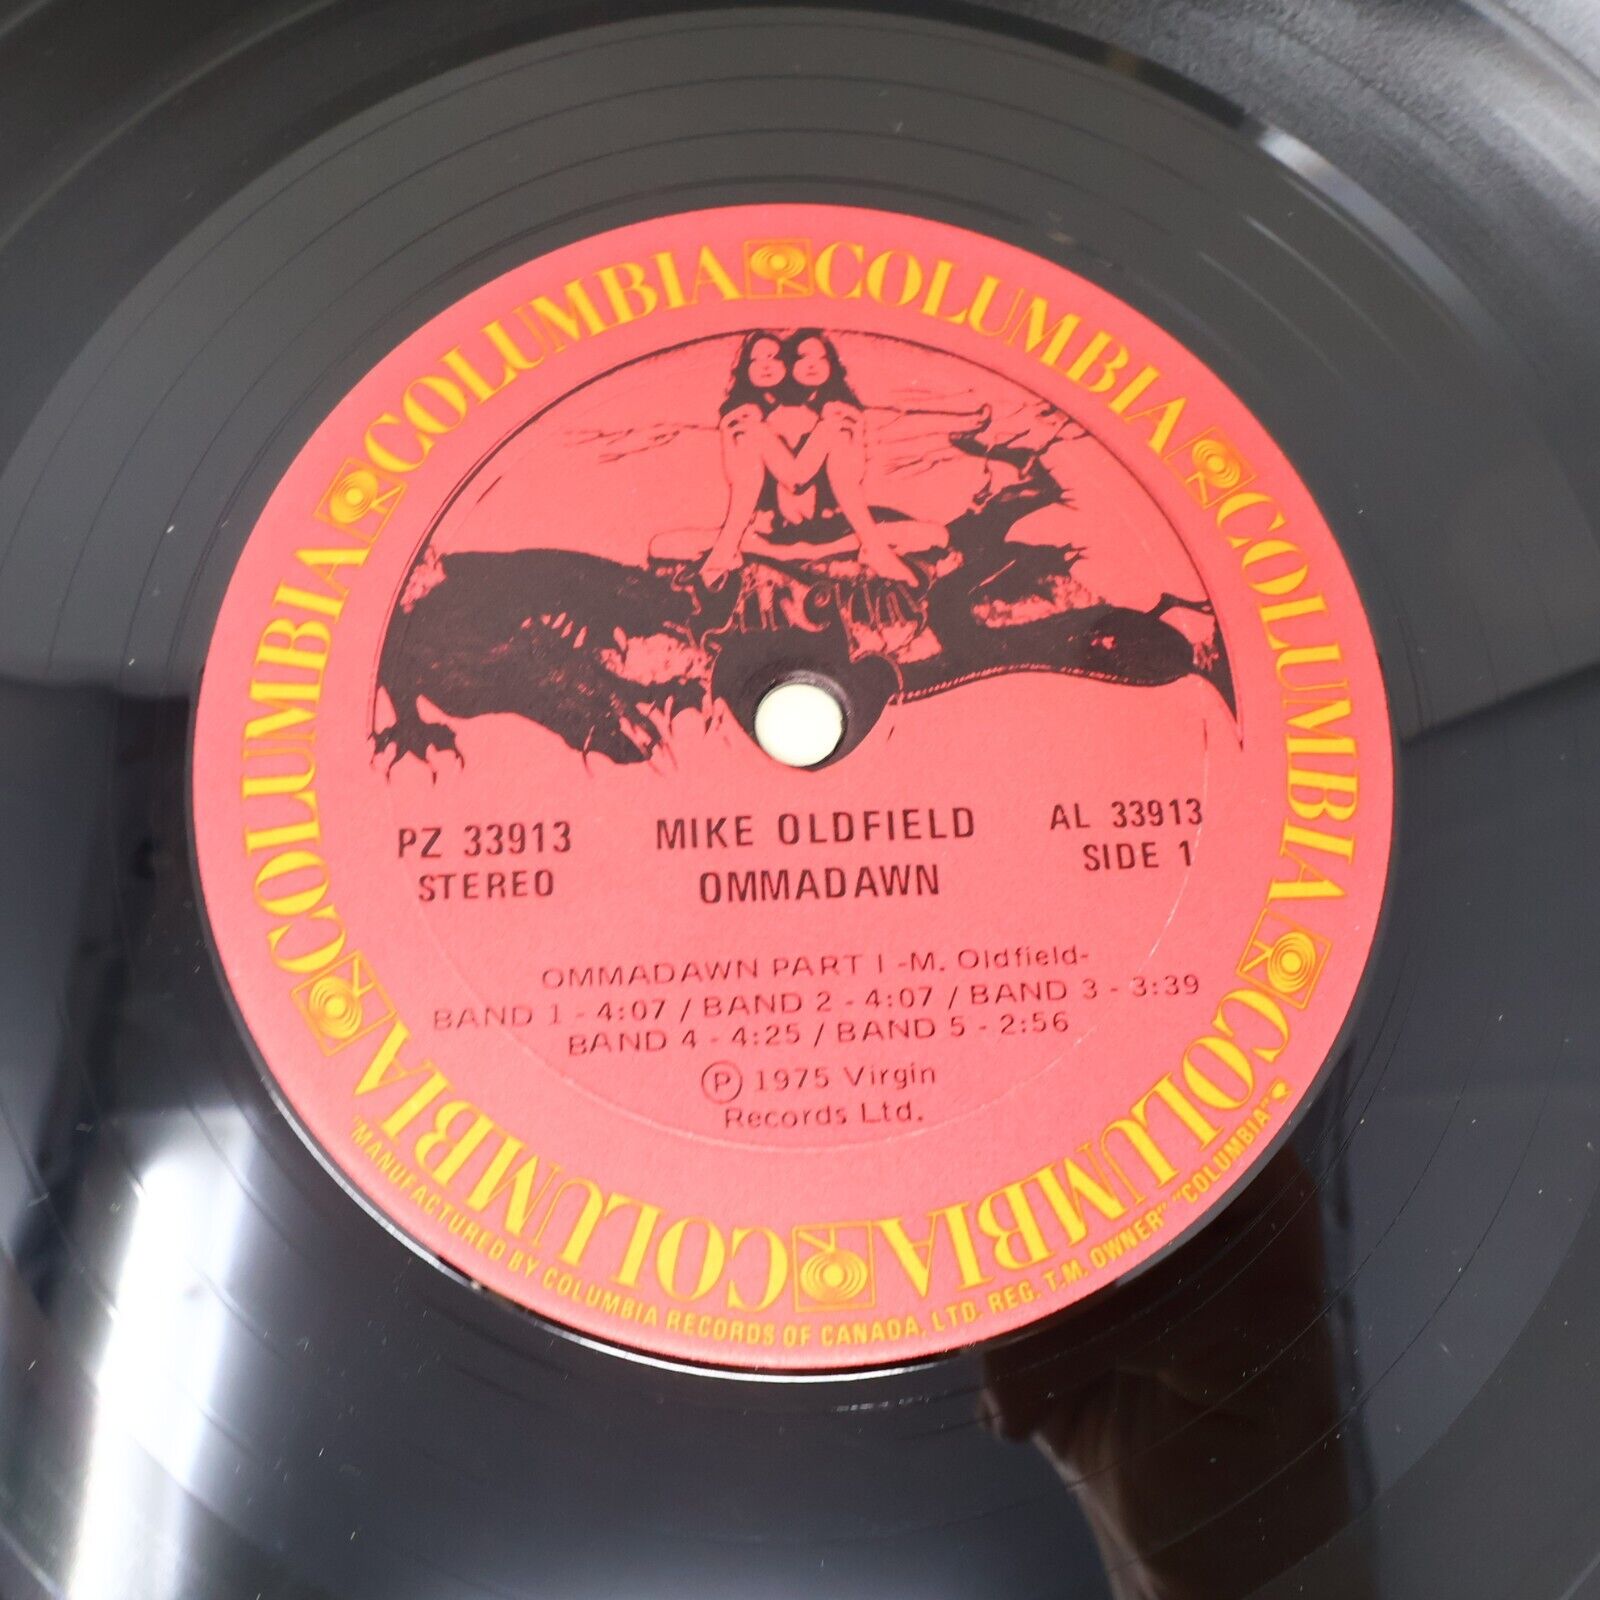 COLUMBIA COLUMBIA COLUMBIA COLUMBIA COLUMBIA COLUMBIA COLUMBIA COLUMBIA
Virgin
PZ 33913
STEREO
MIKE OLDFIELD
OMMADAWN
AL 33913
SIDE 1
OMMADAWN PART I -M. Oldfield-
BAND 1 - 4:07 / BAND 2 - 4:07 / BAND 3 - 3:39
BAND 4 - 4:25 / BAND 5 - 2:56
Ⓟ 1975 Virgin
Records Ltd.
"MANUFACTURED BY COLUMBIA RECORDS OF CANADA, LTD. REG. T.M. OWNER" "COLUMBIA"